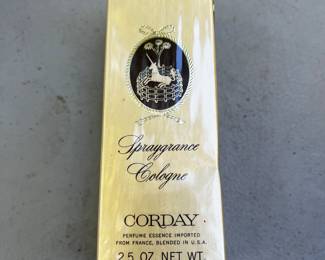 Spraygrance
Cologne
CORDAY
PERFUME ESSENCE IMPORTED
FROM FRANCE, BLENDED IN U.S.A.
2.5 OZ. NET WT.